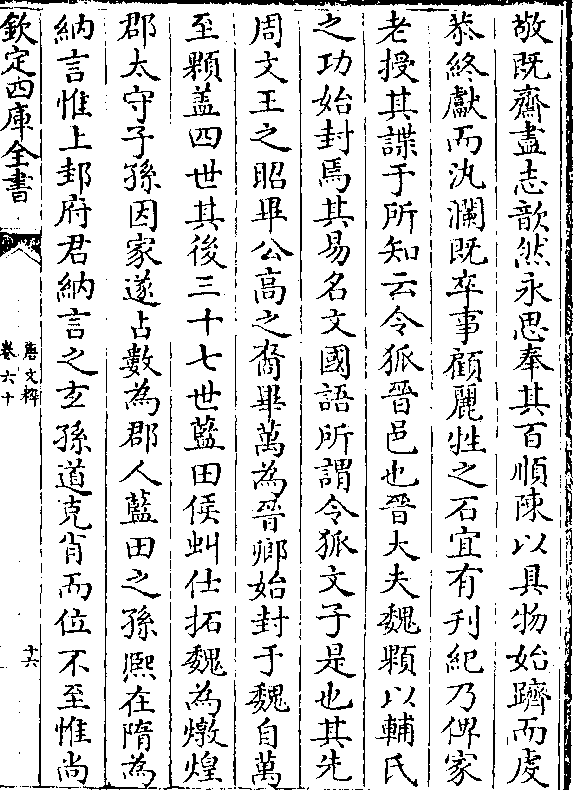 敬既齋盡志歆然永思奉其百順陳以具物始躋而虔
恭終獻而汍瀾既卒事顧麗牲之石宜有刋紀乃俾家
老授其諜于所知云令狐晉邑也晉大夫魏顆以輔氏
之功始封焉其易名文國語所謂令狐文子是也其先
周文王之昭畢公高之裔畢萬為晉卿始封于魏自萬
至顆盖四世其後三十七世藍田侯虯仕拓魏為燉煌
郡太守子孫因家遂占數為郡人藍田之孫熈在隋為
納言惟上邽府君納言之玄孫道克肖而位不至惟尚
欽定四庫全書
唐文粹
卷六十
十六